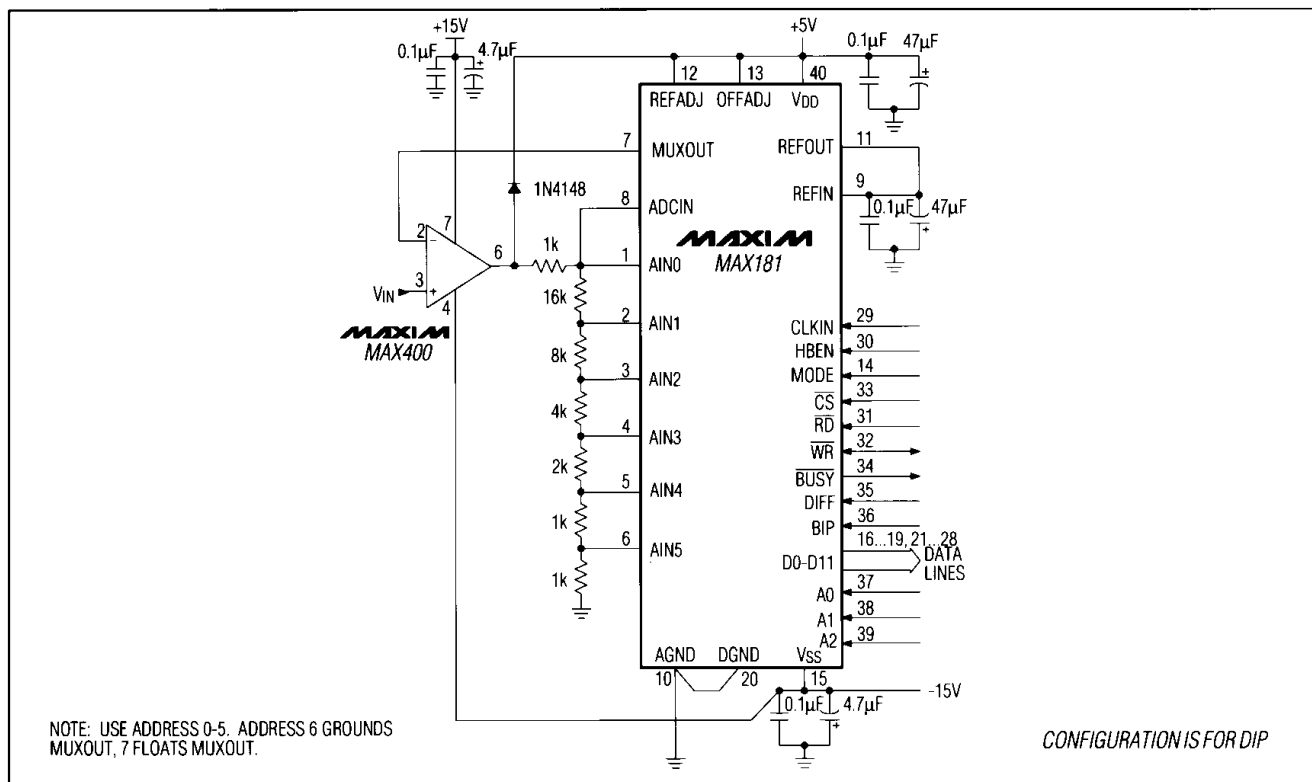 +15V
+5V
0.1µF
4.7µF
0.1µF
47µF
12
13
40
REFADJ
OFFADJ
VDD
7
MUXOUT
REFOUT
11
1N4148
REFIN
9
0.1µF
47µF
8
ADCIN
MAXIM
MAX181
2
–
7
6
1k
1
AIN0
VIN
3
+
4
16k
MAXIM
MAX400
2
AIN1
CLKIN
29
8k
HBEN
30
3
AIN2
MODE
14
4k
CS
33
RD
31
4
AIN3
WR
32
2k
BUSY
34
5
AIN4
DIFF
35
1k
BIP
36
6
AIN5
16...19, 21...28
D0-D11
DATA
LINES
1k
A0
37
A1
38
A2
39
AGND
DGND
VSS
10
20
15
-15V
0.1µF
4.7µF
NOTE: USE ADDRESS 0-5. ADDRESS 6 GROUNDS
MUXOUT, 7 FLOATS MUXOUT.
CONFIGURATION IS FOR DIP